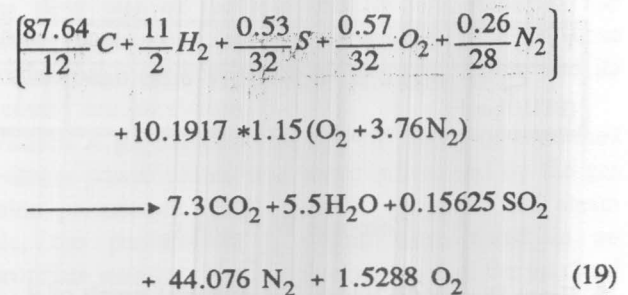 [87.64/12 C + 11/2 H₂ + 0.53/32 S + 0.57/32 O₂ + 0.26/28 N₂]
+ 10.1917 *1.15 (O₂ + 3.76 N₂)
⟶ 7.3 CO₂ + 5.5 H₂O + 0.15625 SO₂
+ 44.076 N₂ + 1.5288 O₂ (19)